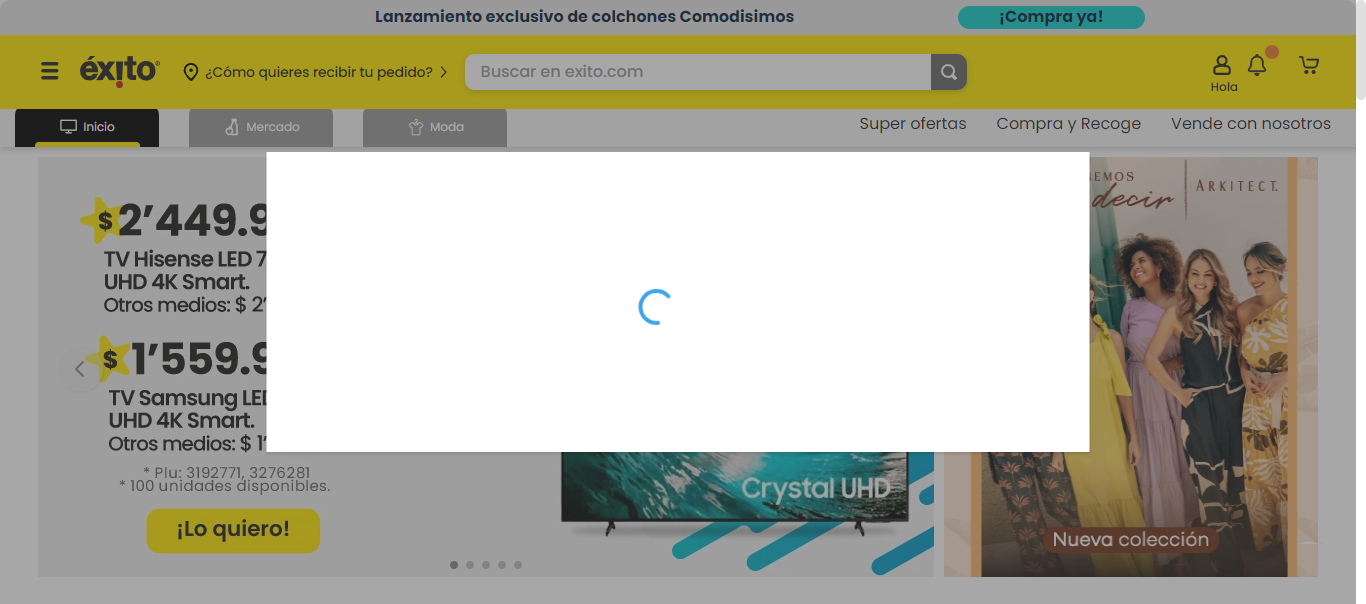 Lanzamiento exclusivo de colchones Comodisimos
¡Compra ya!
éxito
¿Cómo quieres recibir tu pedido?
Buscar en exito.com
Hola
Inicio
Mercado
Moda
Super ofertas
Compra y Recoge
Vende con nosotros
$2'449.9
TV Hisense LED 7
UHD 4K Smart.
Otros medios: $ 2'
$1'559.9
TV Samsung LED
UHD 4K Smart.
Otros medios: $ 1'
* Plu: 3192771, 3276281
* 100 unidades disponibles.
¡Lo quiero!
Crystal UHD
decir
ARKITECT.
Nueva colección